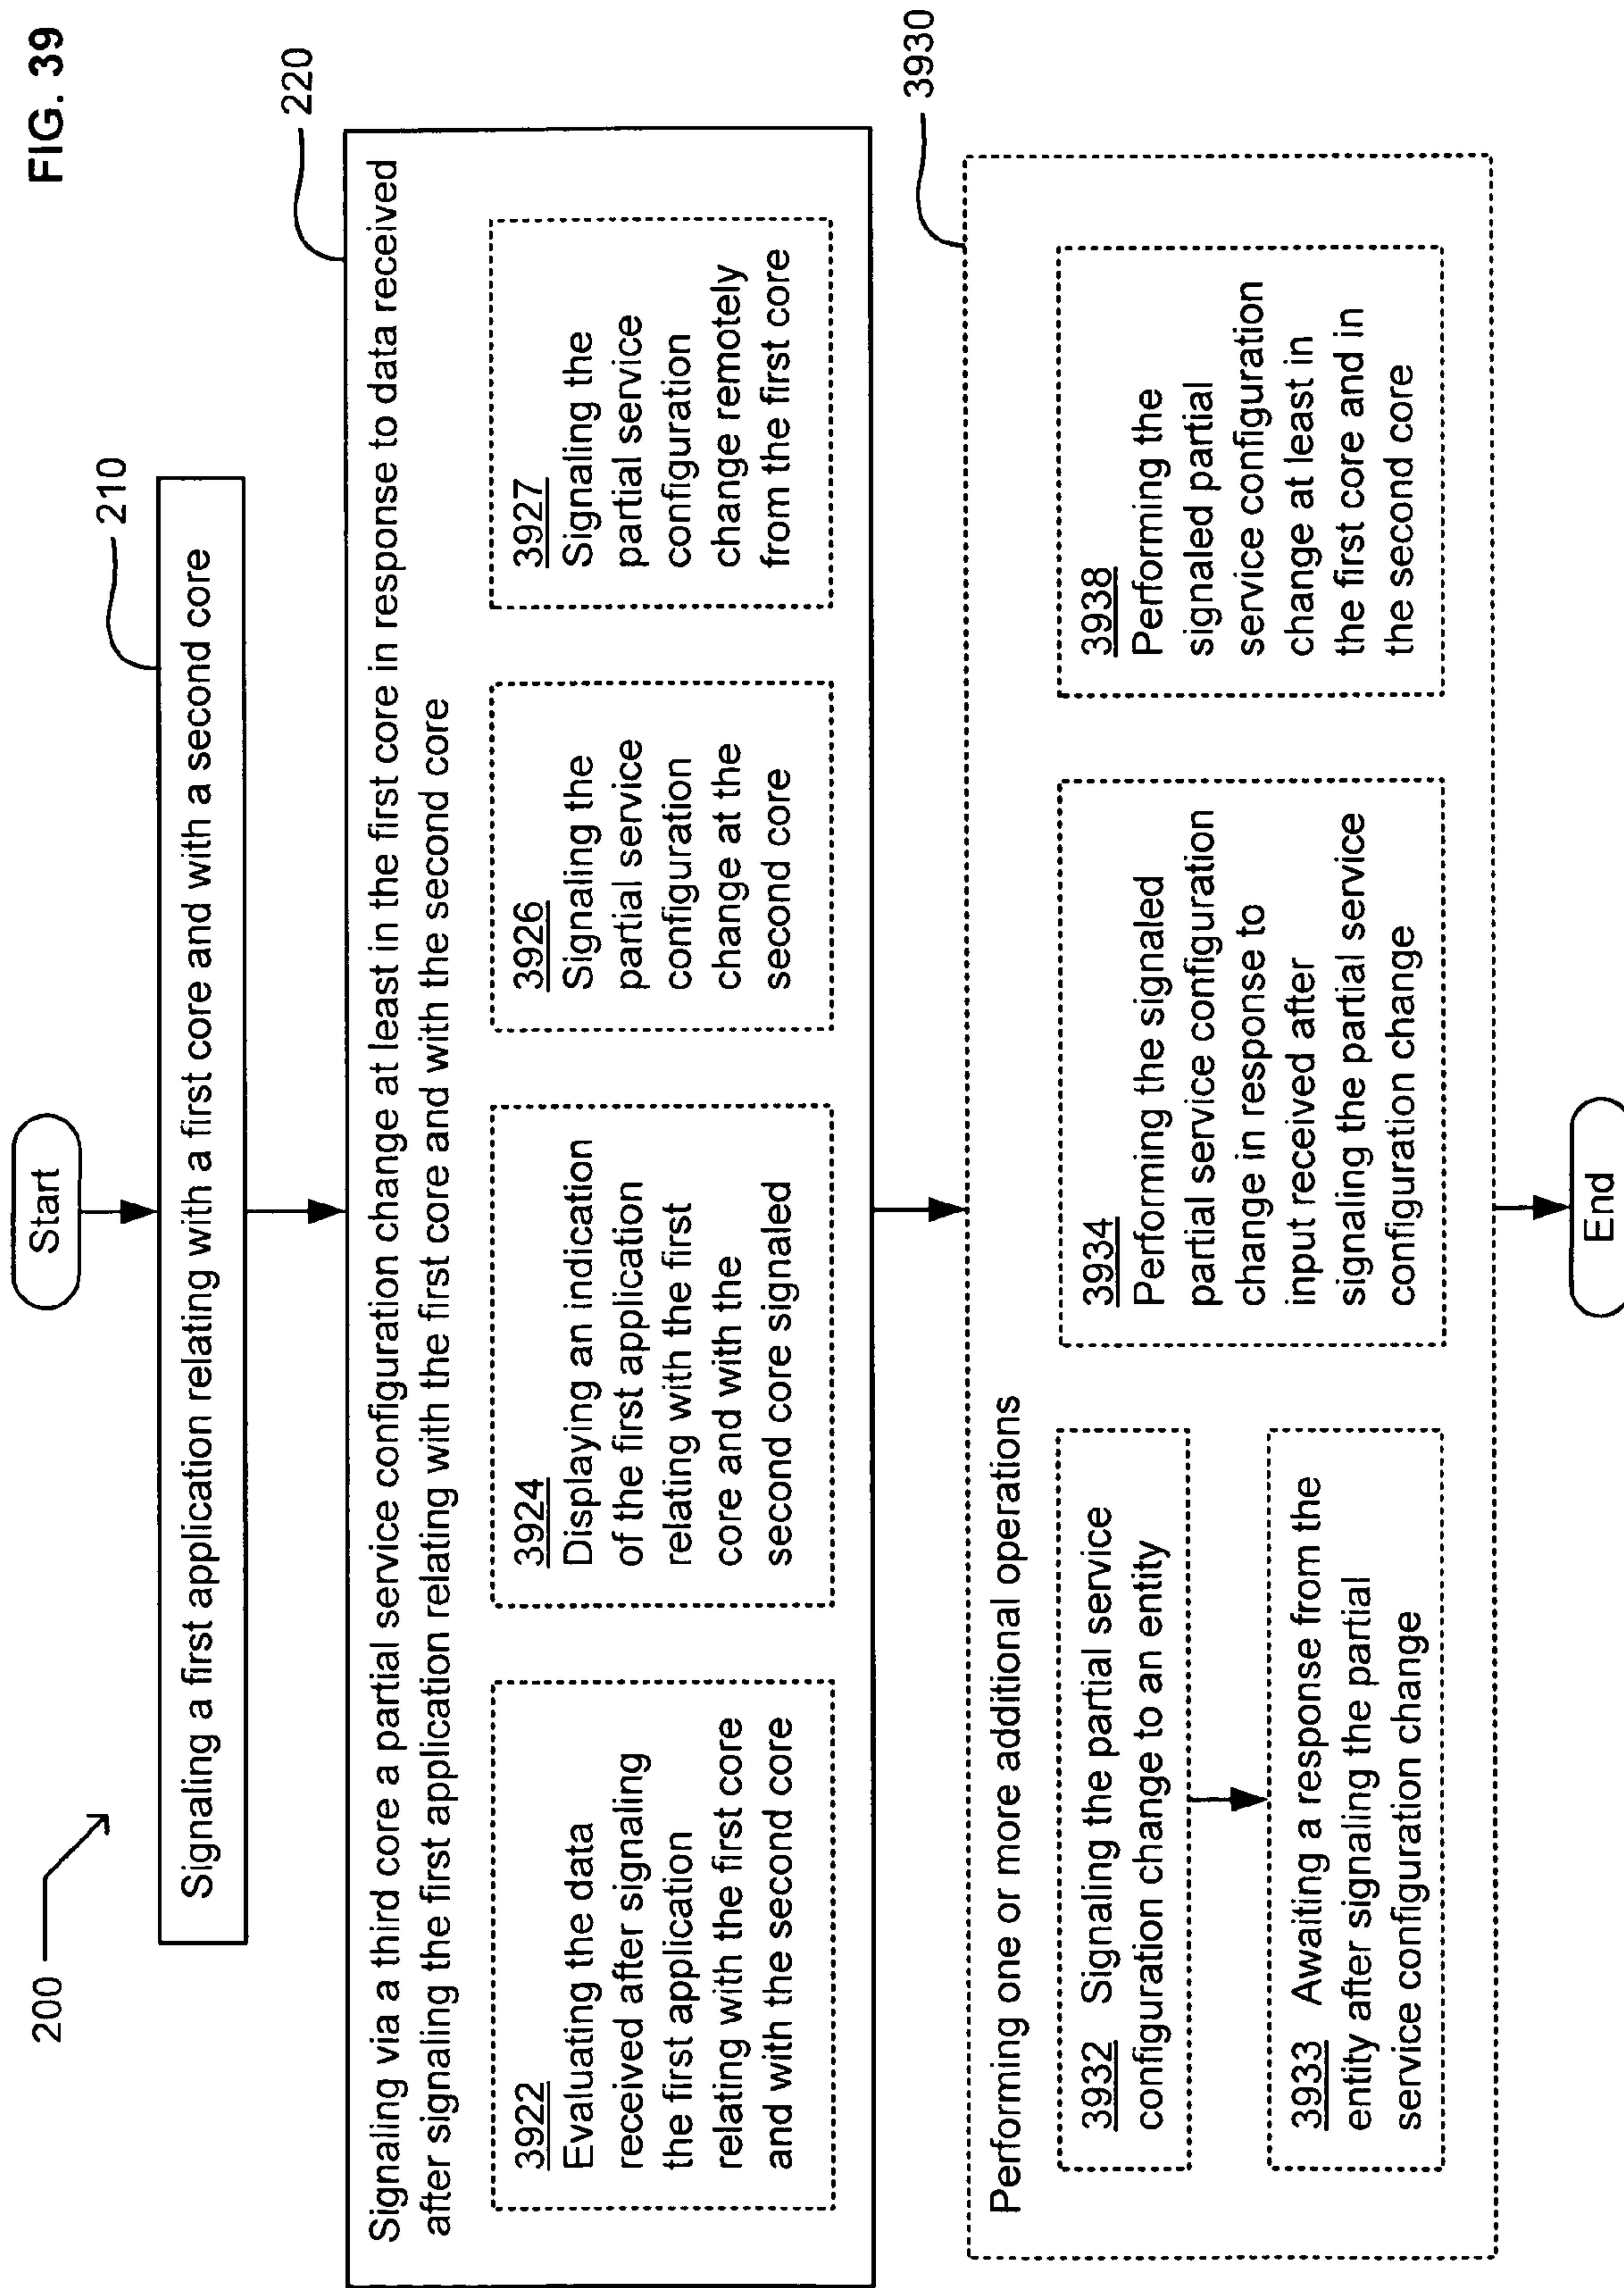 FIG. 39
200
Start
210
Signaling a first application relating with a first core and with a second core
220
Signaling via a third core a partial service configuration change at least in the first core in response to data received
after signaling the first application relating with the first core and with the second core
3922
Evaluating the data
received after signaling
the first application
relating with the first core
and with the second core
3924
Displaying an indication
of the first application
relating with the first
core and with the
second core signaled
3926
Signaling the
partial service
configuration
change at the
second core
3927
Signaling the
partial service
configuration
change remotely
from the first core
3930
Performing one or more additional operations
3932 Signaling the partial service
configuration change to an entity
3933 Awaiting a response from the
entity after signaling the partial
service configuration change
3934
Performing the signaled
partial service configuration
change in response to
input received after
signaling the partial service
configuration change
3938
Performing the
signaled partial
service configuration
change at least in
the first core and in
the second core
End